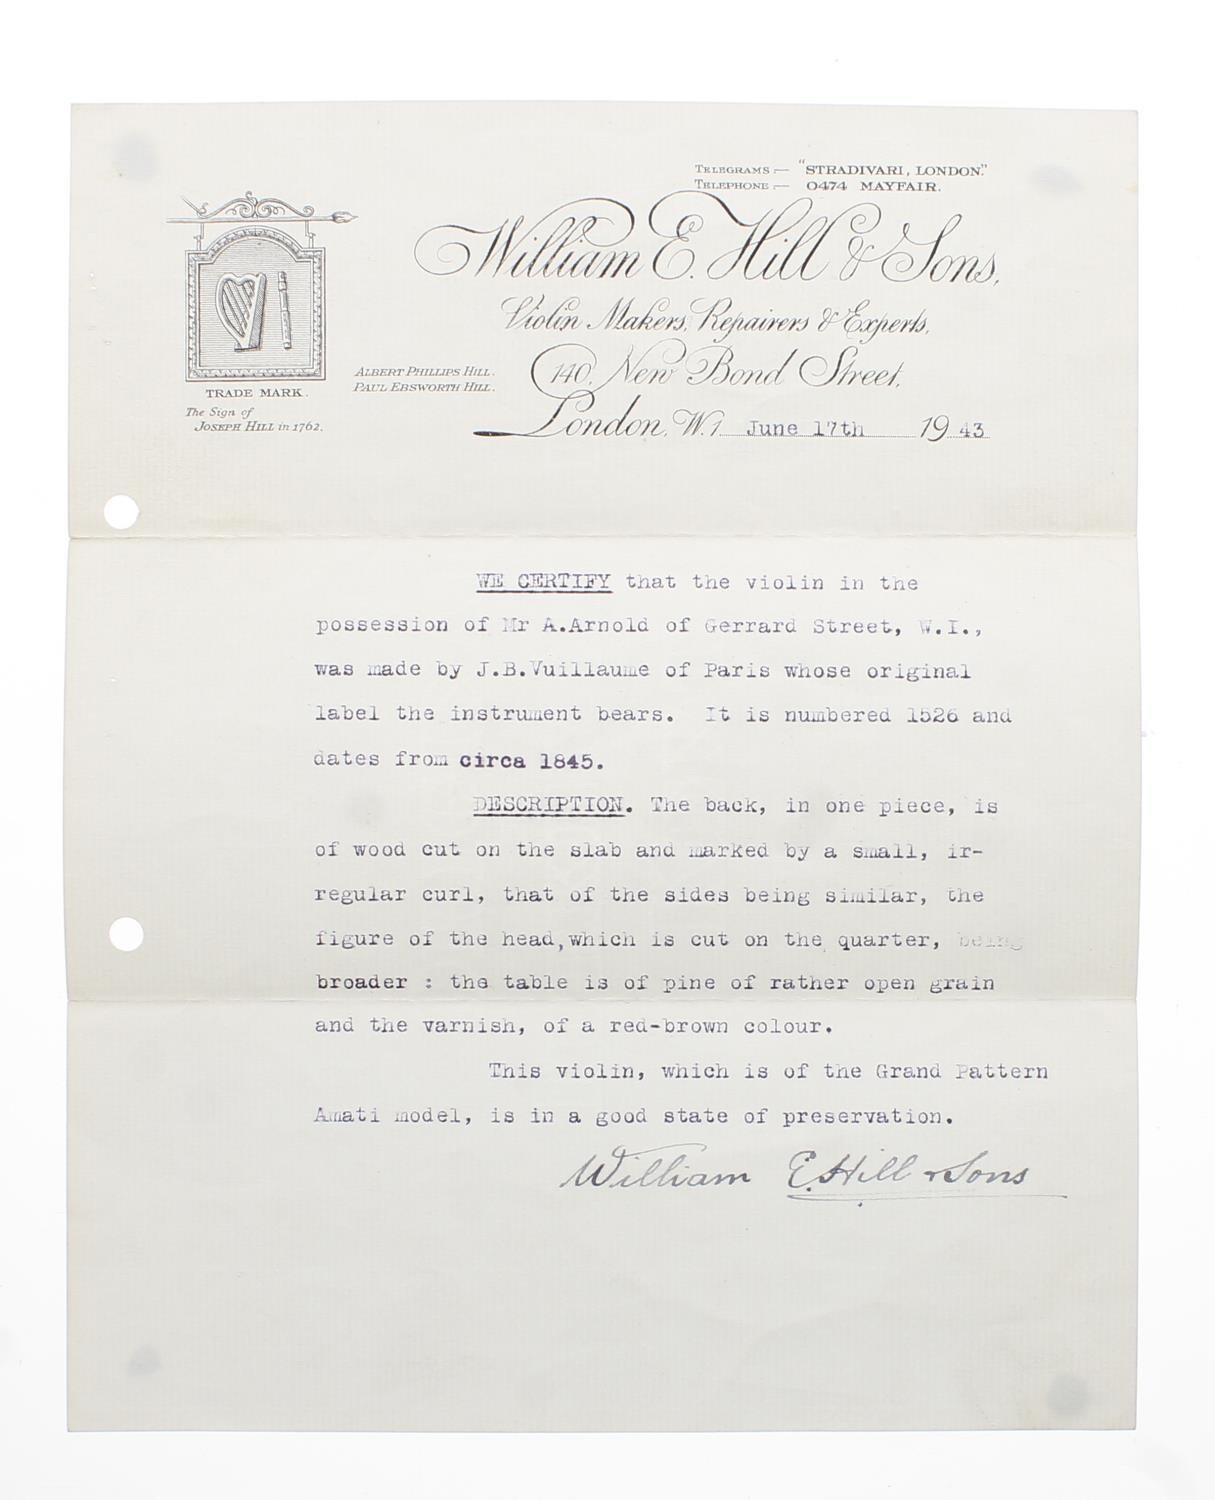 TELEGRAMS :— "STRADIVARI, LONDON."
TELEPHONE :— 0474 MAYFAIR.
William E. Hill & Sons,
Violin Makers, Repairers & Experts,
140, New Bond Street,
ALBERT PHILLIPS HILL.
PAUL EBSWORTH HILL.
TRADE MARK.
The Sign of
JOSEPH HILL in 1762.
London, W.1 June 17th 1943
WE CERTIFY that the violin in the
possession of Mr A.Arnold of Gerrard Street, W.I.,
was made by J.B.Vuillaume of Paris whose original
label the instrument bears. It is numbered 1526 and
dates from circa 1845.
DESCRIPTION. The back, in one piece, is
of wood cut on the slab and marked by a small, ir-
regular curl, that of the sides being similar, the
figure of the head,which is cut on the quarter, being
broader : the table is of pine of rather open grain
and the varnish, of a red-brown colour.
This violin, which is of the Grand Pattern
Amati model, is in a good state of preservation.
William E. Hill & Sons